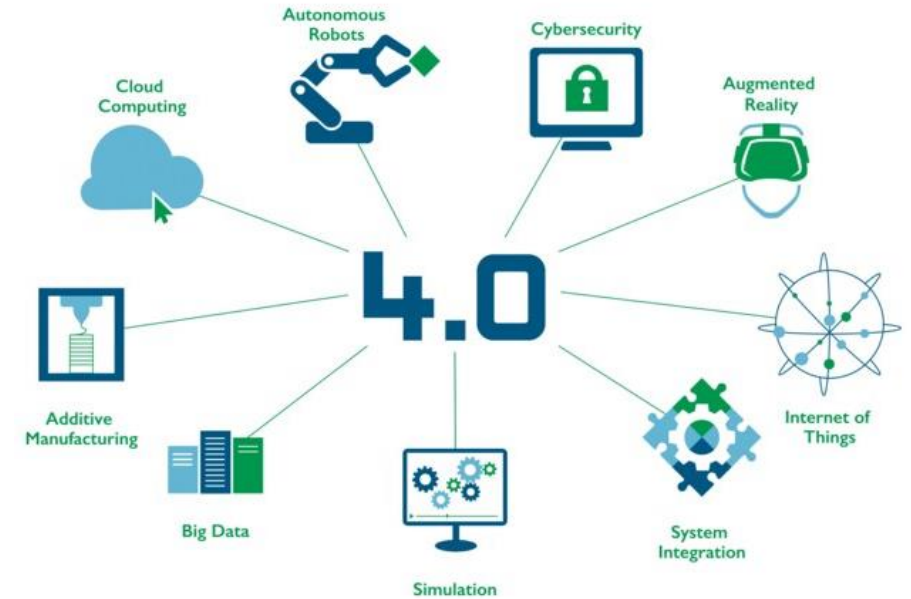 Autonomous
Robots
Cybersecurity
Cloud
Computing
Augmented
Reality
4.0
Additive
Manufacturing
Internet of
Things
Big Data
System
Integration
Simulation